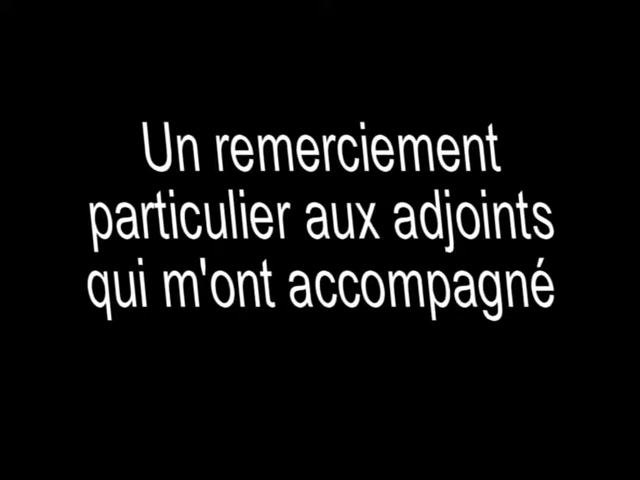 Un remerciement
particulier aux adjoints
qui m'ont accompagné